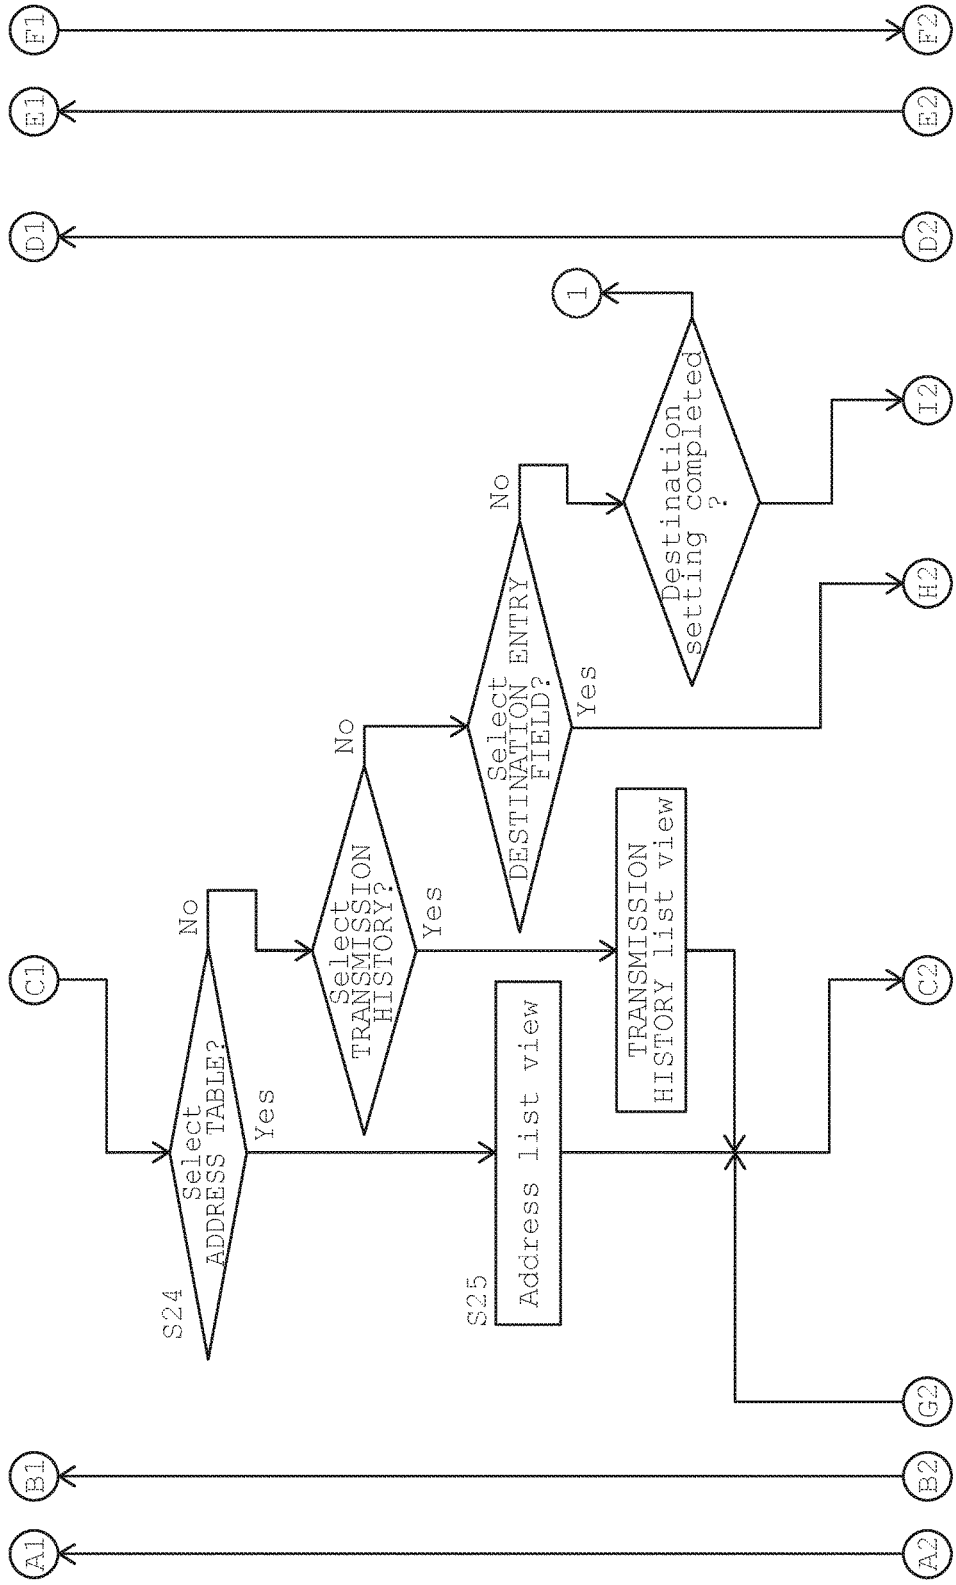 A1
B1
C1
D1
E1
F1
S24
Select
ADDRESS TABLE?
No
Yes
Select
TRANSMISSION
HISTORY?
No
Yes
S25
Address list view
Select
DESTINATION ENTRY
FIELD?
No
Yes
1
TRANSMISSION
HISTORY list view
Destination
setting completed
?
A2
B2
G2
C2
H2
I2
D2
E2
F2